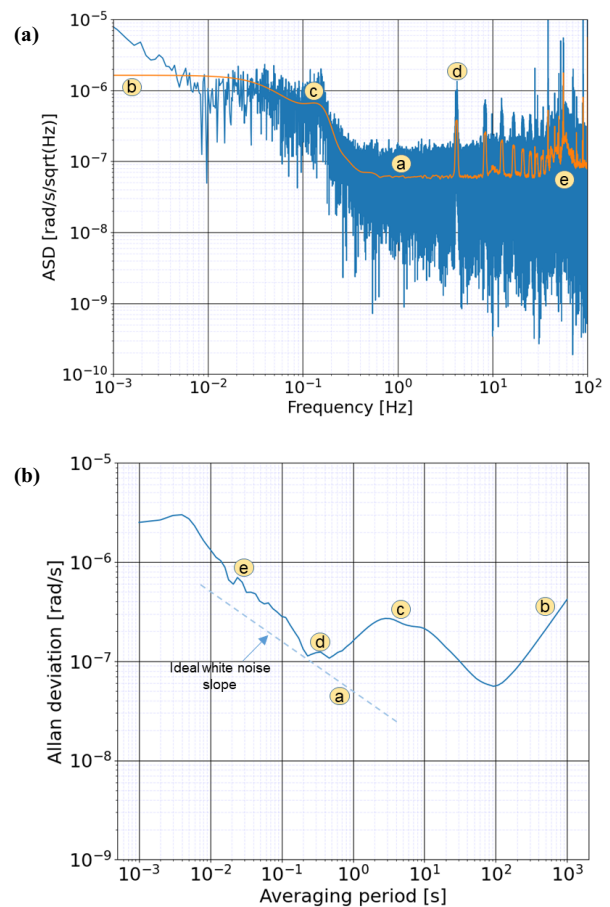 (a)
ASD [rad/s/sqrt(Hz)]
10⁻⁵
10⁻⁶
10⁻⁷
10⁻⁸
10⁻⁹
10⁻¹⁰
b
c
a
d
e
10⁻³
10⁻²
10⁻¹
10⁰
10¹
10²
Frequency [Hz]
(b)
Allan deviation [rad/s]
10⁻⁵
10⁻⁶
10⁻⁷
10⁻⁸
10⁻⁹
e
d
c
b
a
Ideal white noise
slope
10⁻³
10⁻²
10⁻¹
10⁰
10¹
10²
10³
Averaging period [s]